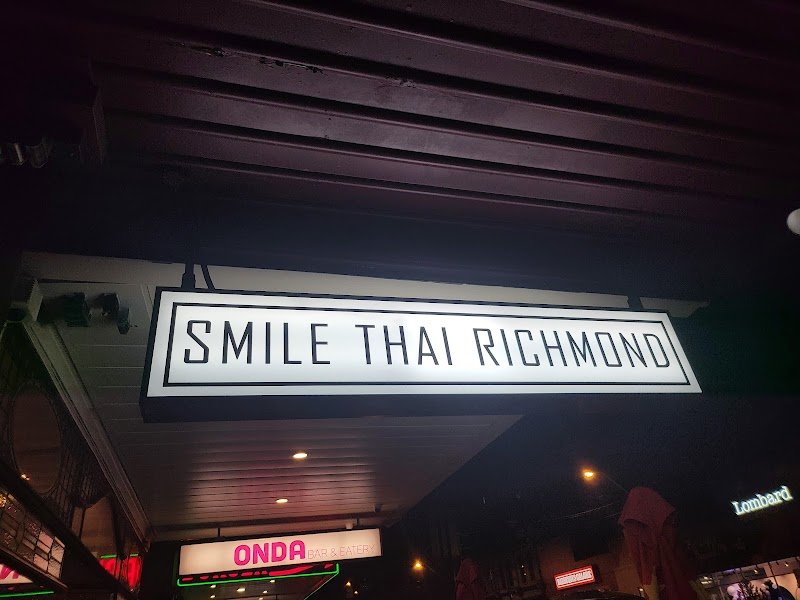 SMILE THAI RICHMOND
ONDA BAR & EATERY
Lombard